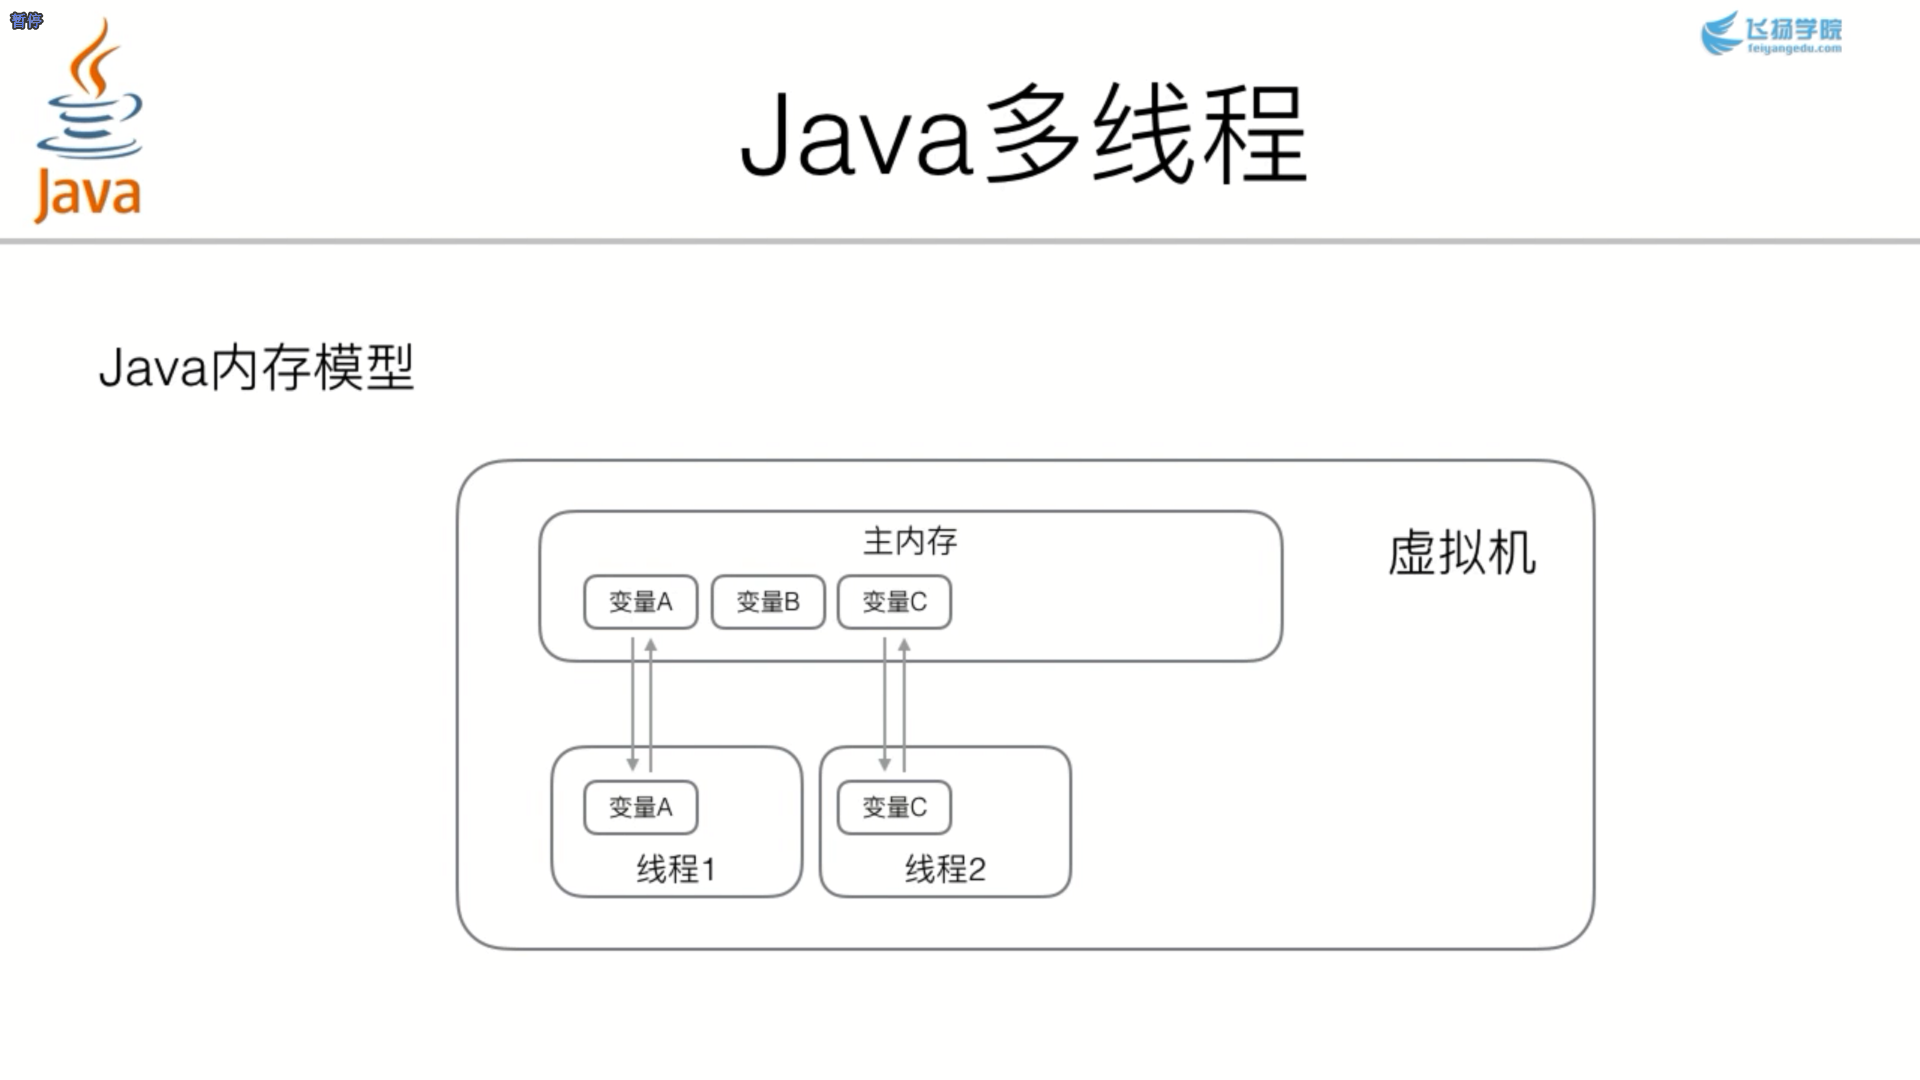 暂停
飞扬学院
feiyangedu.com
Java多线程
Java
Java内存模型
主内存
虚拟机
变量A 变量B 变量C
变量A 变量C
线程1 线程2